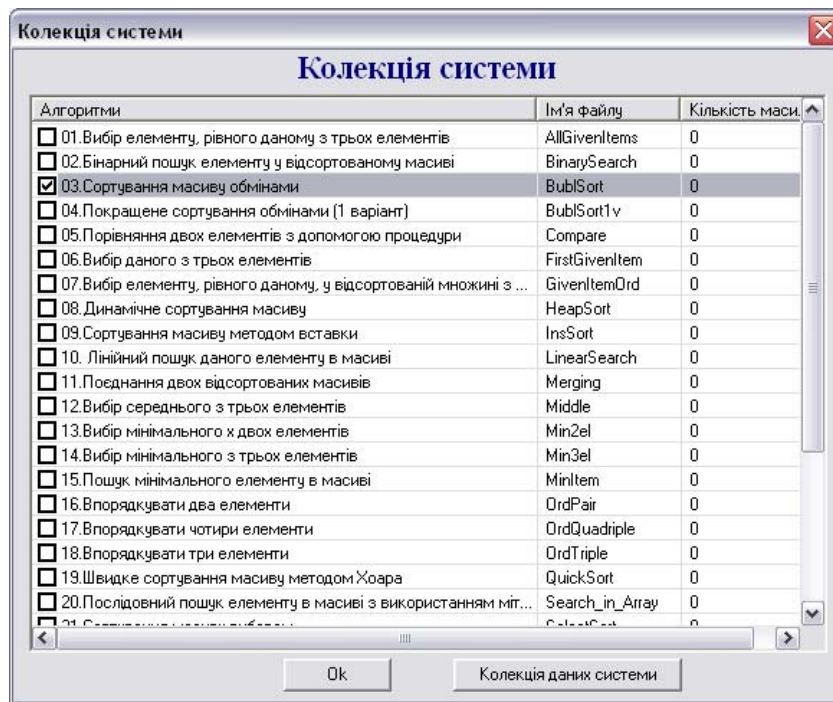 Колекція системи
Колекція системи
Алгоритми Ім'я файлу Кількість маси.
01.Вибір елементу, рівного даному з трьох елементів AllGivenItems 0
02.Бінарний пошук елементу у відсортованому масиві BinarySearch 0
03.Сортування масиву обмінами BublSort 0
04.Покращене сортування обмінами (1 варіант) BublSort1v 0
05.Порівняння двох елементів з допомогою процедури Compare 0
06.Вибір даного з трьох елементів FirstGivenItem 0
07.Вибір елементу, рівного даному, у відсортованій множині з ... GivenItemOrd 0
08.Динамічне сортування масиву HeapSort 0
09.Сортування масиву методом вставки InsSort 0
10. Лінійний пошук даного елементу в масиві LinearSearch 0
11.Поєднання двох відсортованих масивів Merging 0
12.Вибір середнього з трьох елементів Middle 0
13.Вибір мінімального х двох елементів Min2el 0
14.Вибір мінімального з трьох елементів Min3el 0
15.Пошук мінімального елементу в масиві MinItem 0
16.Впорядкувати два елементи OrdPair 0
17.Впорядкувати чотири елементи OrdQuadriple 0
18.Впорядкувати три елементи OrdTriple 0
19.Швидке сортування масиву методом Хоара QuickSort 0
20.Послідовний пошук елементу в масиві з використанням міт... Search_in_Array 0
Ok Колекція даних системи